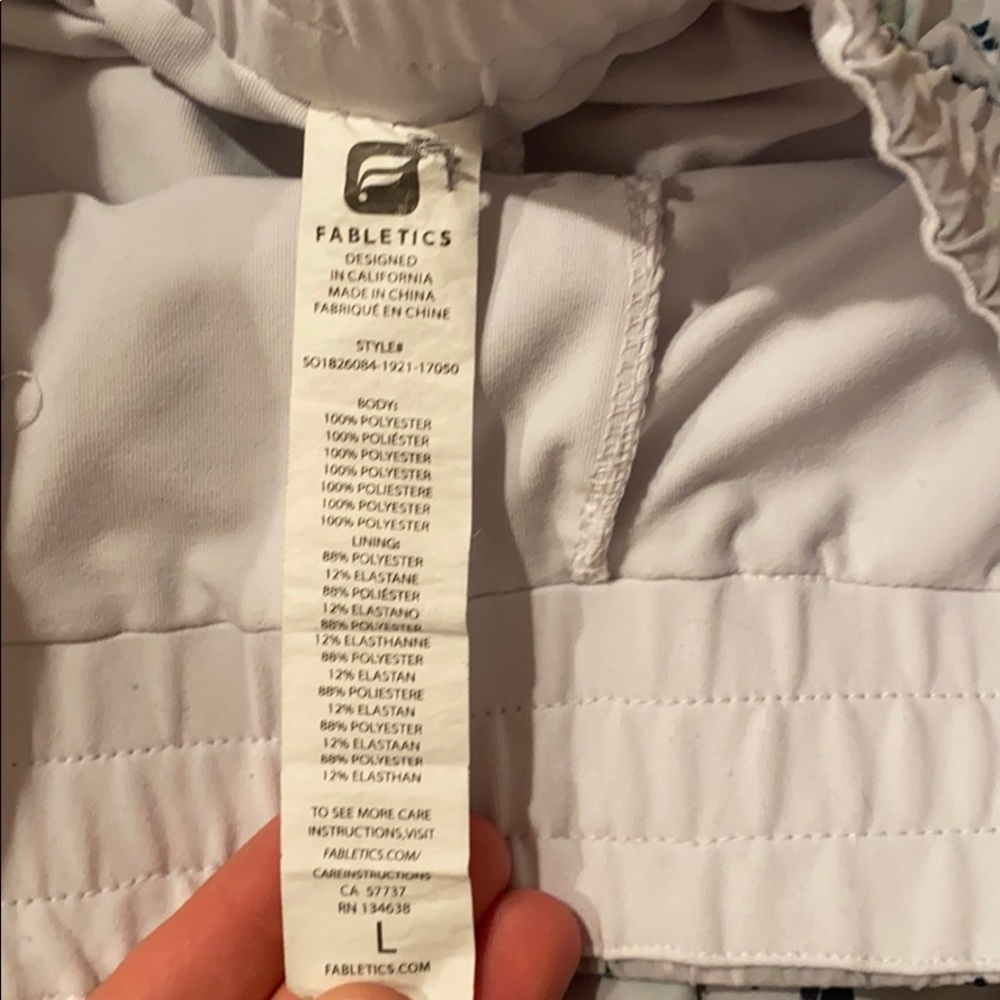 FABLETICS
DESIGNED
IN CALIFORNIA
MADE IN CHINA
FABRIQUÉ EN CHINE
STYLE#
SO1826084-1921-17050
BODY:
100% POLYESTER
100% POLIÉSTER
100% POLYESTER
100% POLYESTER
100% POLIESTERE
100% POLYESTER
100% POLYESTER
LINING:
88% POLYESTER
12% ELASTANE
88% POLIÉSTER
12% ELASTANO
88% POLYESTER
12% ELASTHANNE
88% POLYESTER
12% ELASTAN
88% POLIESTERE
12% ELASTAN
88% POLYESTER
12% ELASTAAN
88% POLYESTER
12% ELASTHAN
TO SEE MORE CARE
INSTRUCTIONS,VISIT
FABLETICS.COM/
CAREINSTRUCTIONS
CA 57737
RN 134638
L
FABLETICS.COM